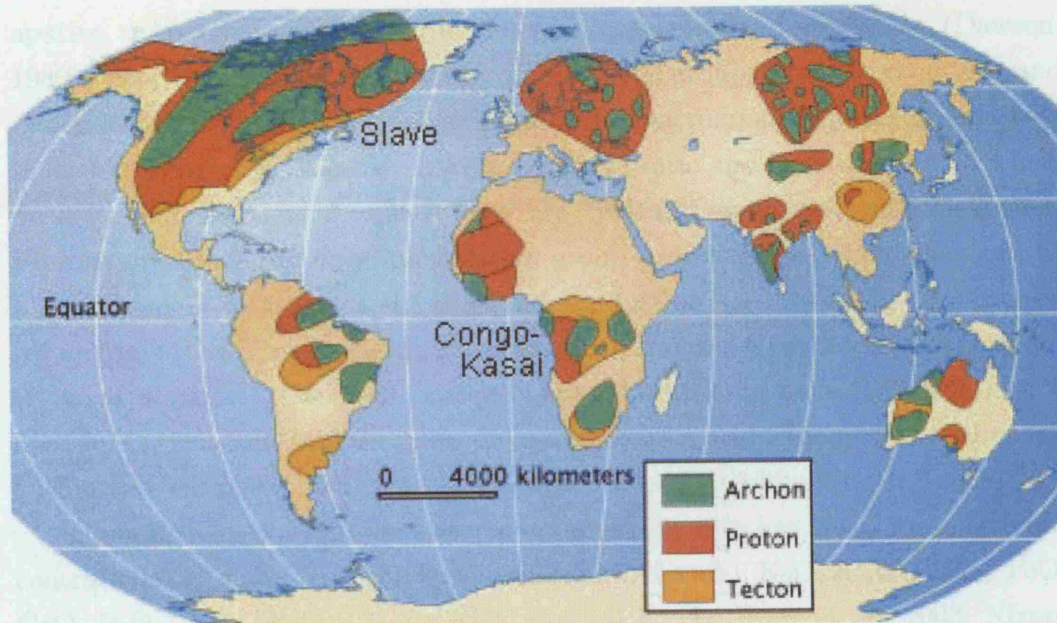 Slave
Equator
Congo-
Kasai
0 4000 kilometers
Archon
Proton
Tecton